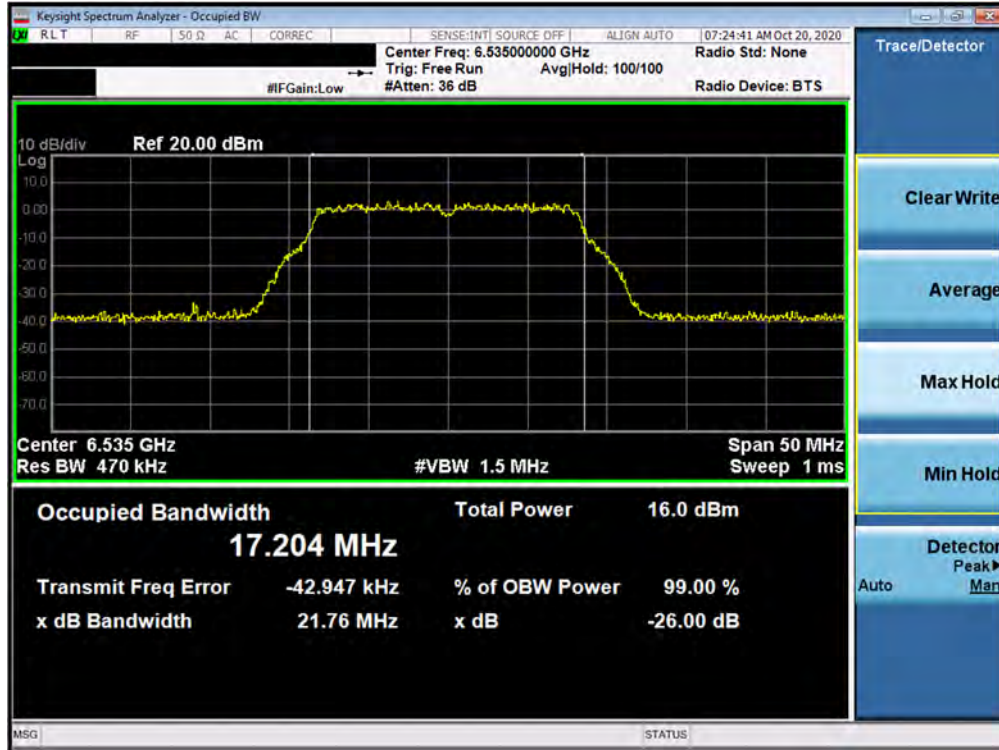 Keysight Spectrum Analyzer - Occupied BW
LXI RLT RF 50 Ω AC CORREC SENSE:INT SOURCE OFF ALIGN AUTO 07:24:41 AM Oct 20, 2020
Center Freq: 6.535000000 GHz Radio Std: None
Trig: Free Run Avg|Hold: 100/100
#IFGain:Low #Atten: 36 dB Radio Device: BTS
10 dB/div Ref 20.00 dBm
Log
10.0
0.00
-10.0
-20.0
-30.0
-40.0
-50.0
-60.0
-70.0
Center 6.535 GHz Span 50 MHz
Res BW 470 kHz #VBW 1.5 MHz Sweep 1 ms
Occupied Bandwidth Total Power 16.0 dBm
17.204 MHz
Transmit Freq Error -42.947 kHz % of OBW Power 99.00 %
x dB Bandwidth 21.76 MHz x dB -26.00 dB
MSG STATUS
Trace/Detector
Clear Write
Average
Max Hold
Min Hold
Detector
Peak
Auto Man